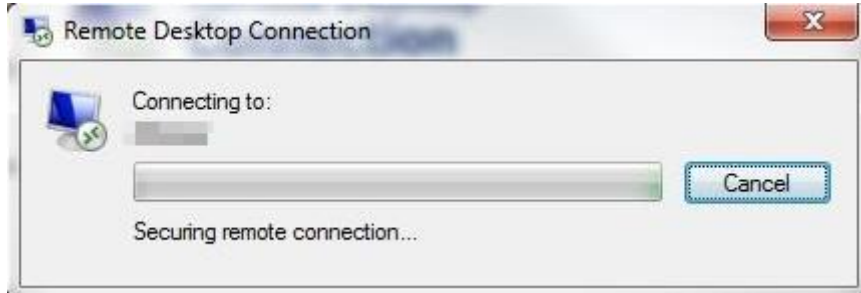 Remote Desktop Connection
Connecting to:
Cancel
Securing remote connection...